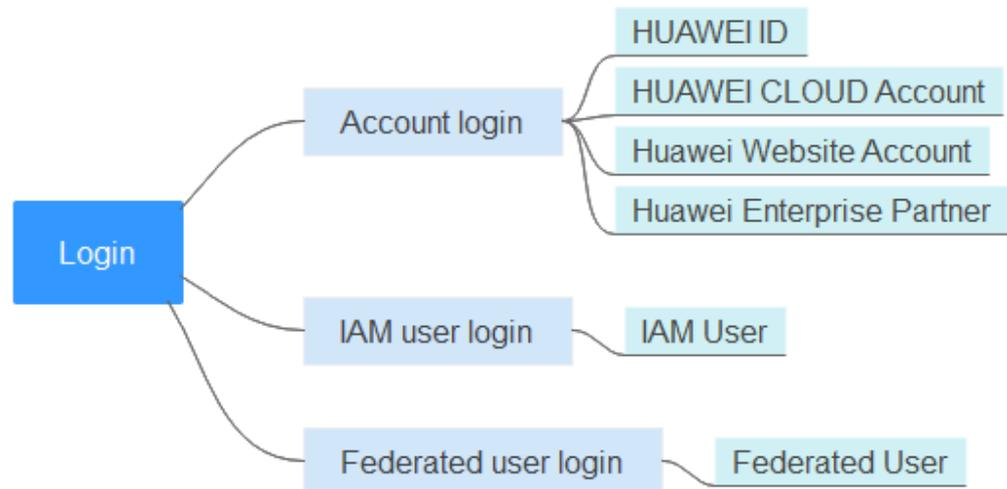 Login
Account login
HUAWEI ID
HUAWEI CLOUD Account
Huawei Website Account
Huawei Enterprise Partner
IAM user login
IAM User
Federated user login
Federated User